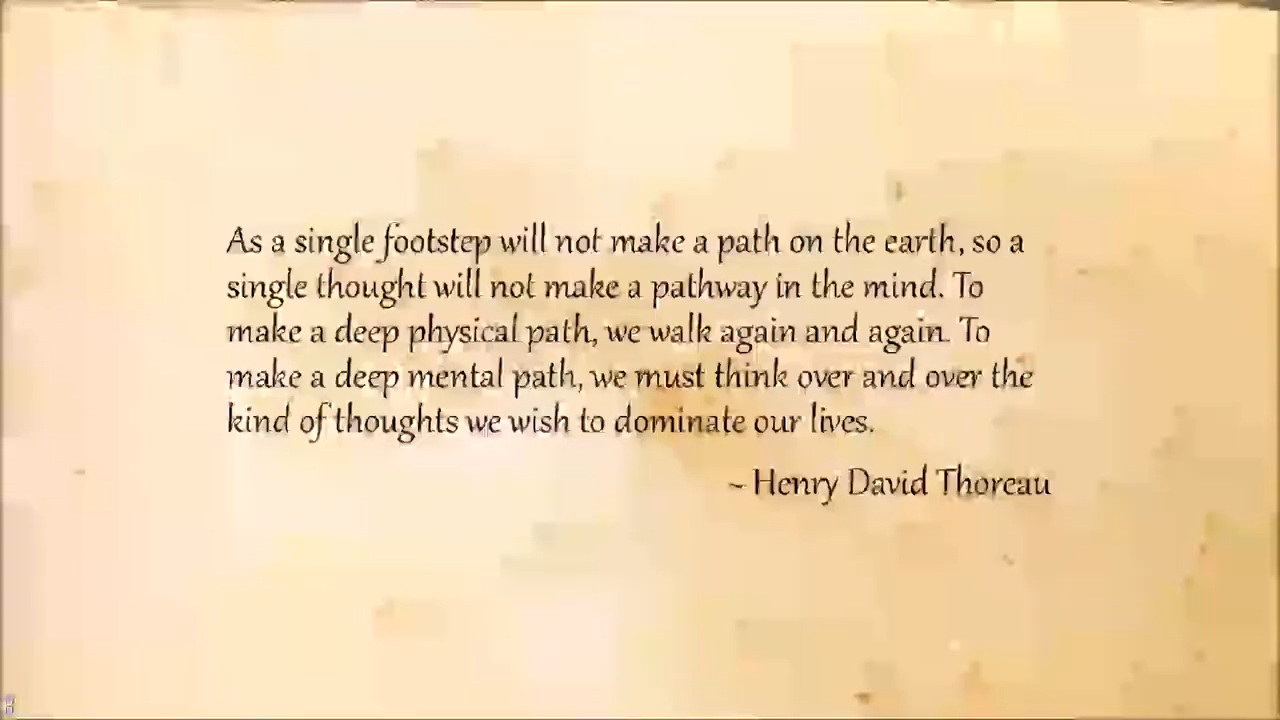 As a single footstep will not make a path on the earth, so a
single thought will not make a pathway in the mind. To
make a deep physical path, we walk again and again. To
make a deep mental path, we must think over and over the
kind of thoughts we wish to dominate our lives.
~ Henry David Thoreau